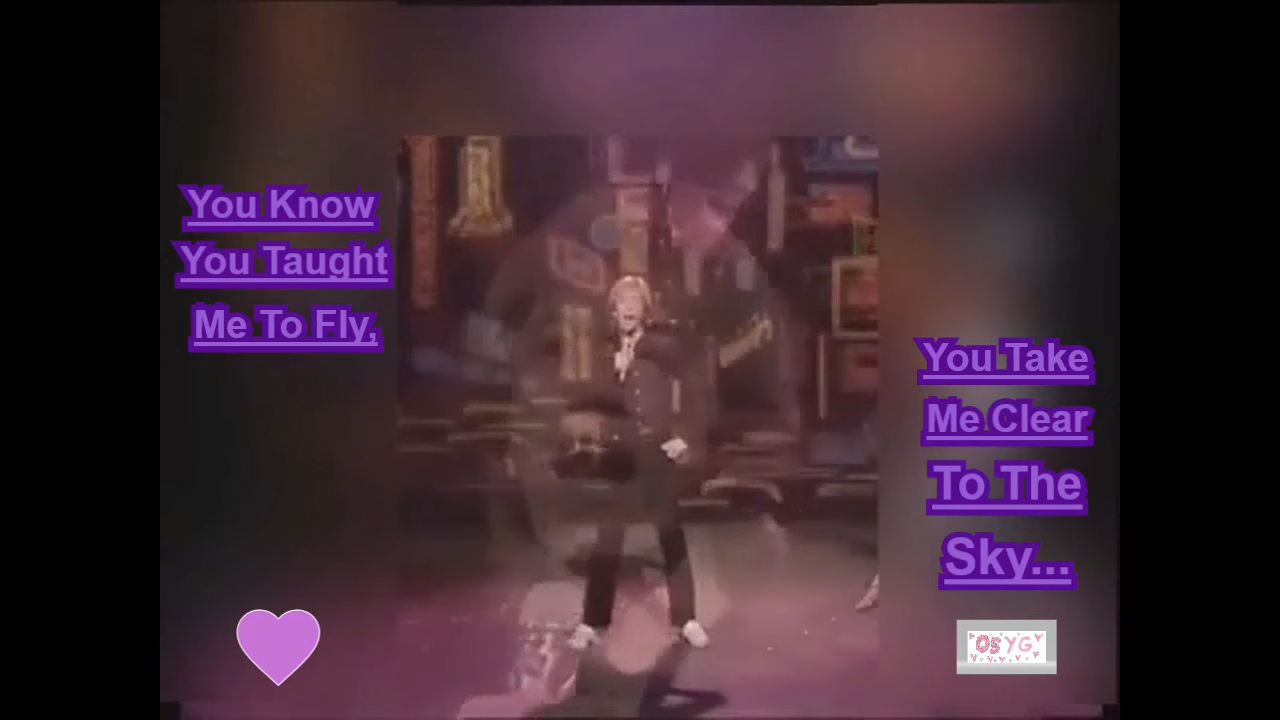 You Know
You Taught
Me To Fly,
You Take
Me Clear
To The
Sky...
OSYG